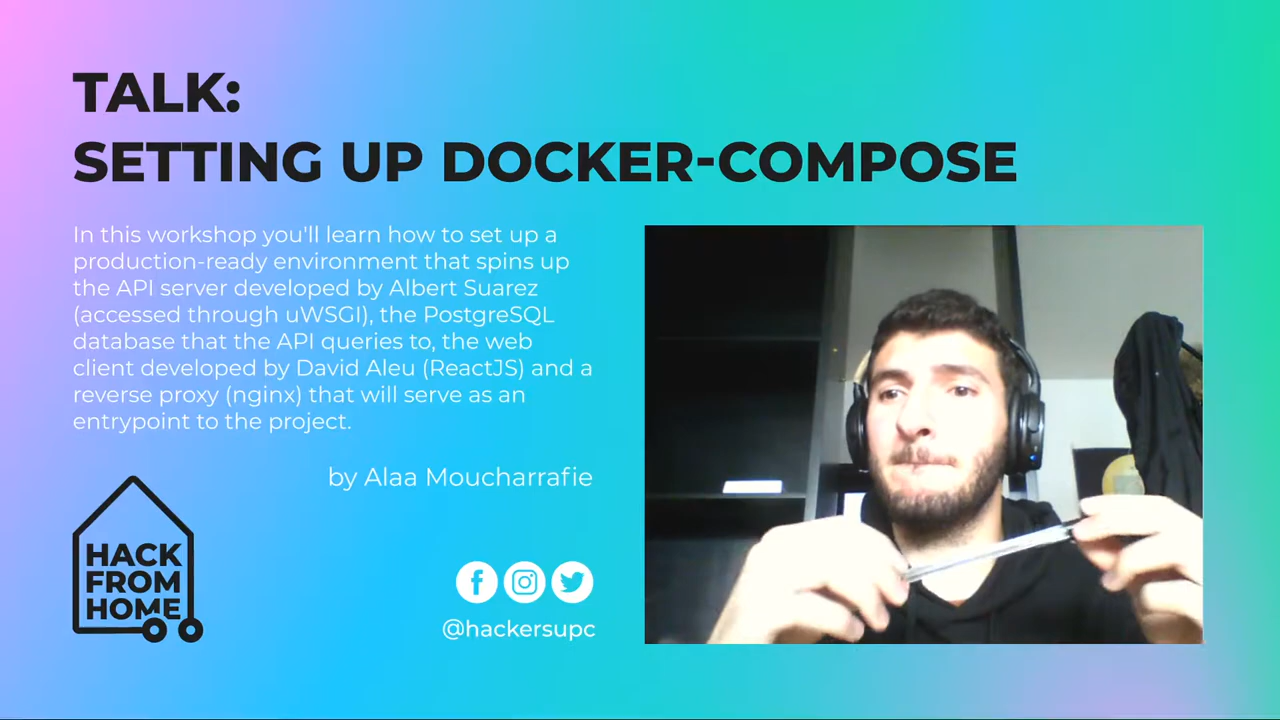 TALK:
SETTING UP DOCKER-COMPOSE
In this workshop you'll learn how to set up a
production-ready environment that spins up
the API server developed by Albert Suarez
(accessed through uWSGI), the PostgreSQL
database that the API queries to, the web
client developed by David Aleu (ReactJS) and a
reverse proxy (nginx) that will serve as an
entrypoint to the project.
by Alaa Moucharrafie
HACK
FROM
HOME
@hackersupc